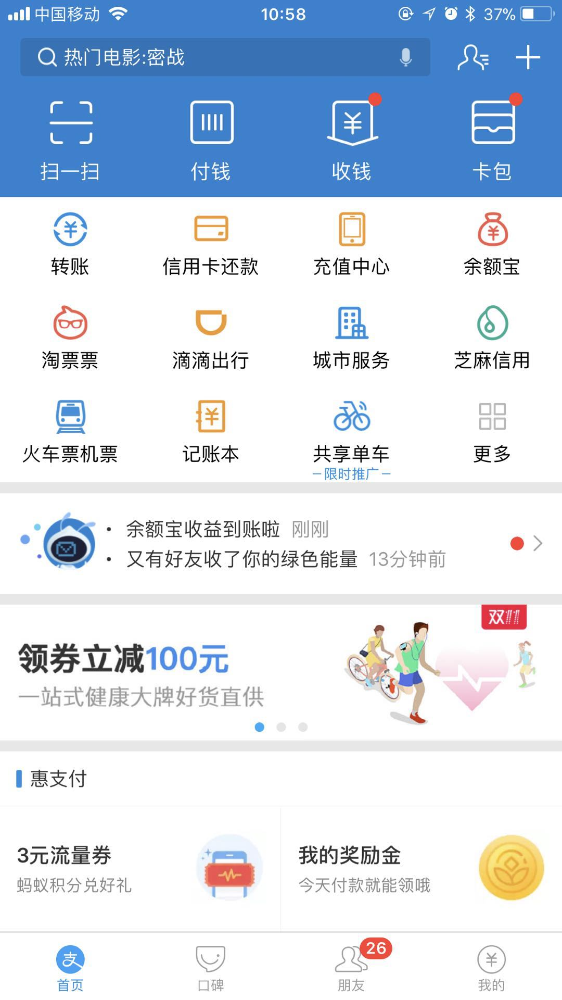 中国移动 10:58 37%
热门电影:密战
扫一扫 付钱 收钱 卡包
转账 信用卡还款 充值中心 余额宝
淘票票 滴滴出行 城市服务 芝麻信用
火车票机票 记账本 共享单车 更多
限时推广
余额宝收益到账啦 刚刚
又有好友收了你的绿色能量 13分钟前
双11
领券立减100元
一站式健康大牌好货直供
惠支付
3元流量券 我的奖励金
蚂蚁积分兑好礼 今天付款就能领哦
26
首页 口碑 朋友 我的